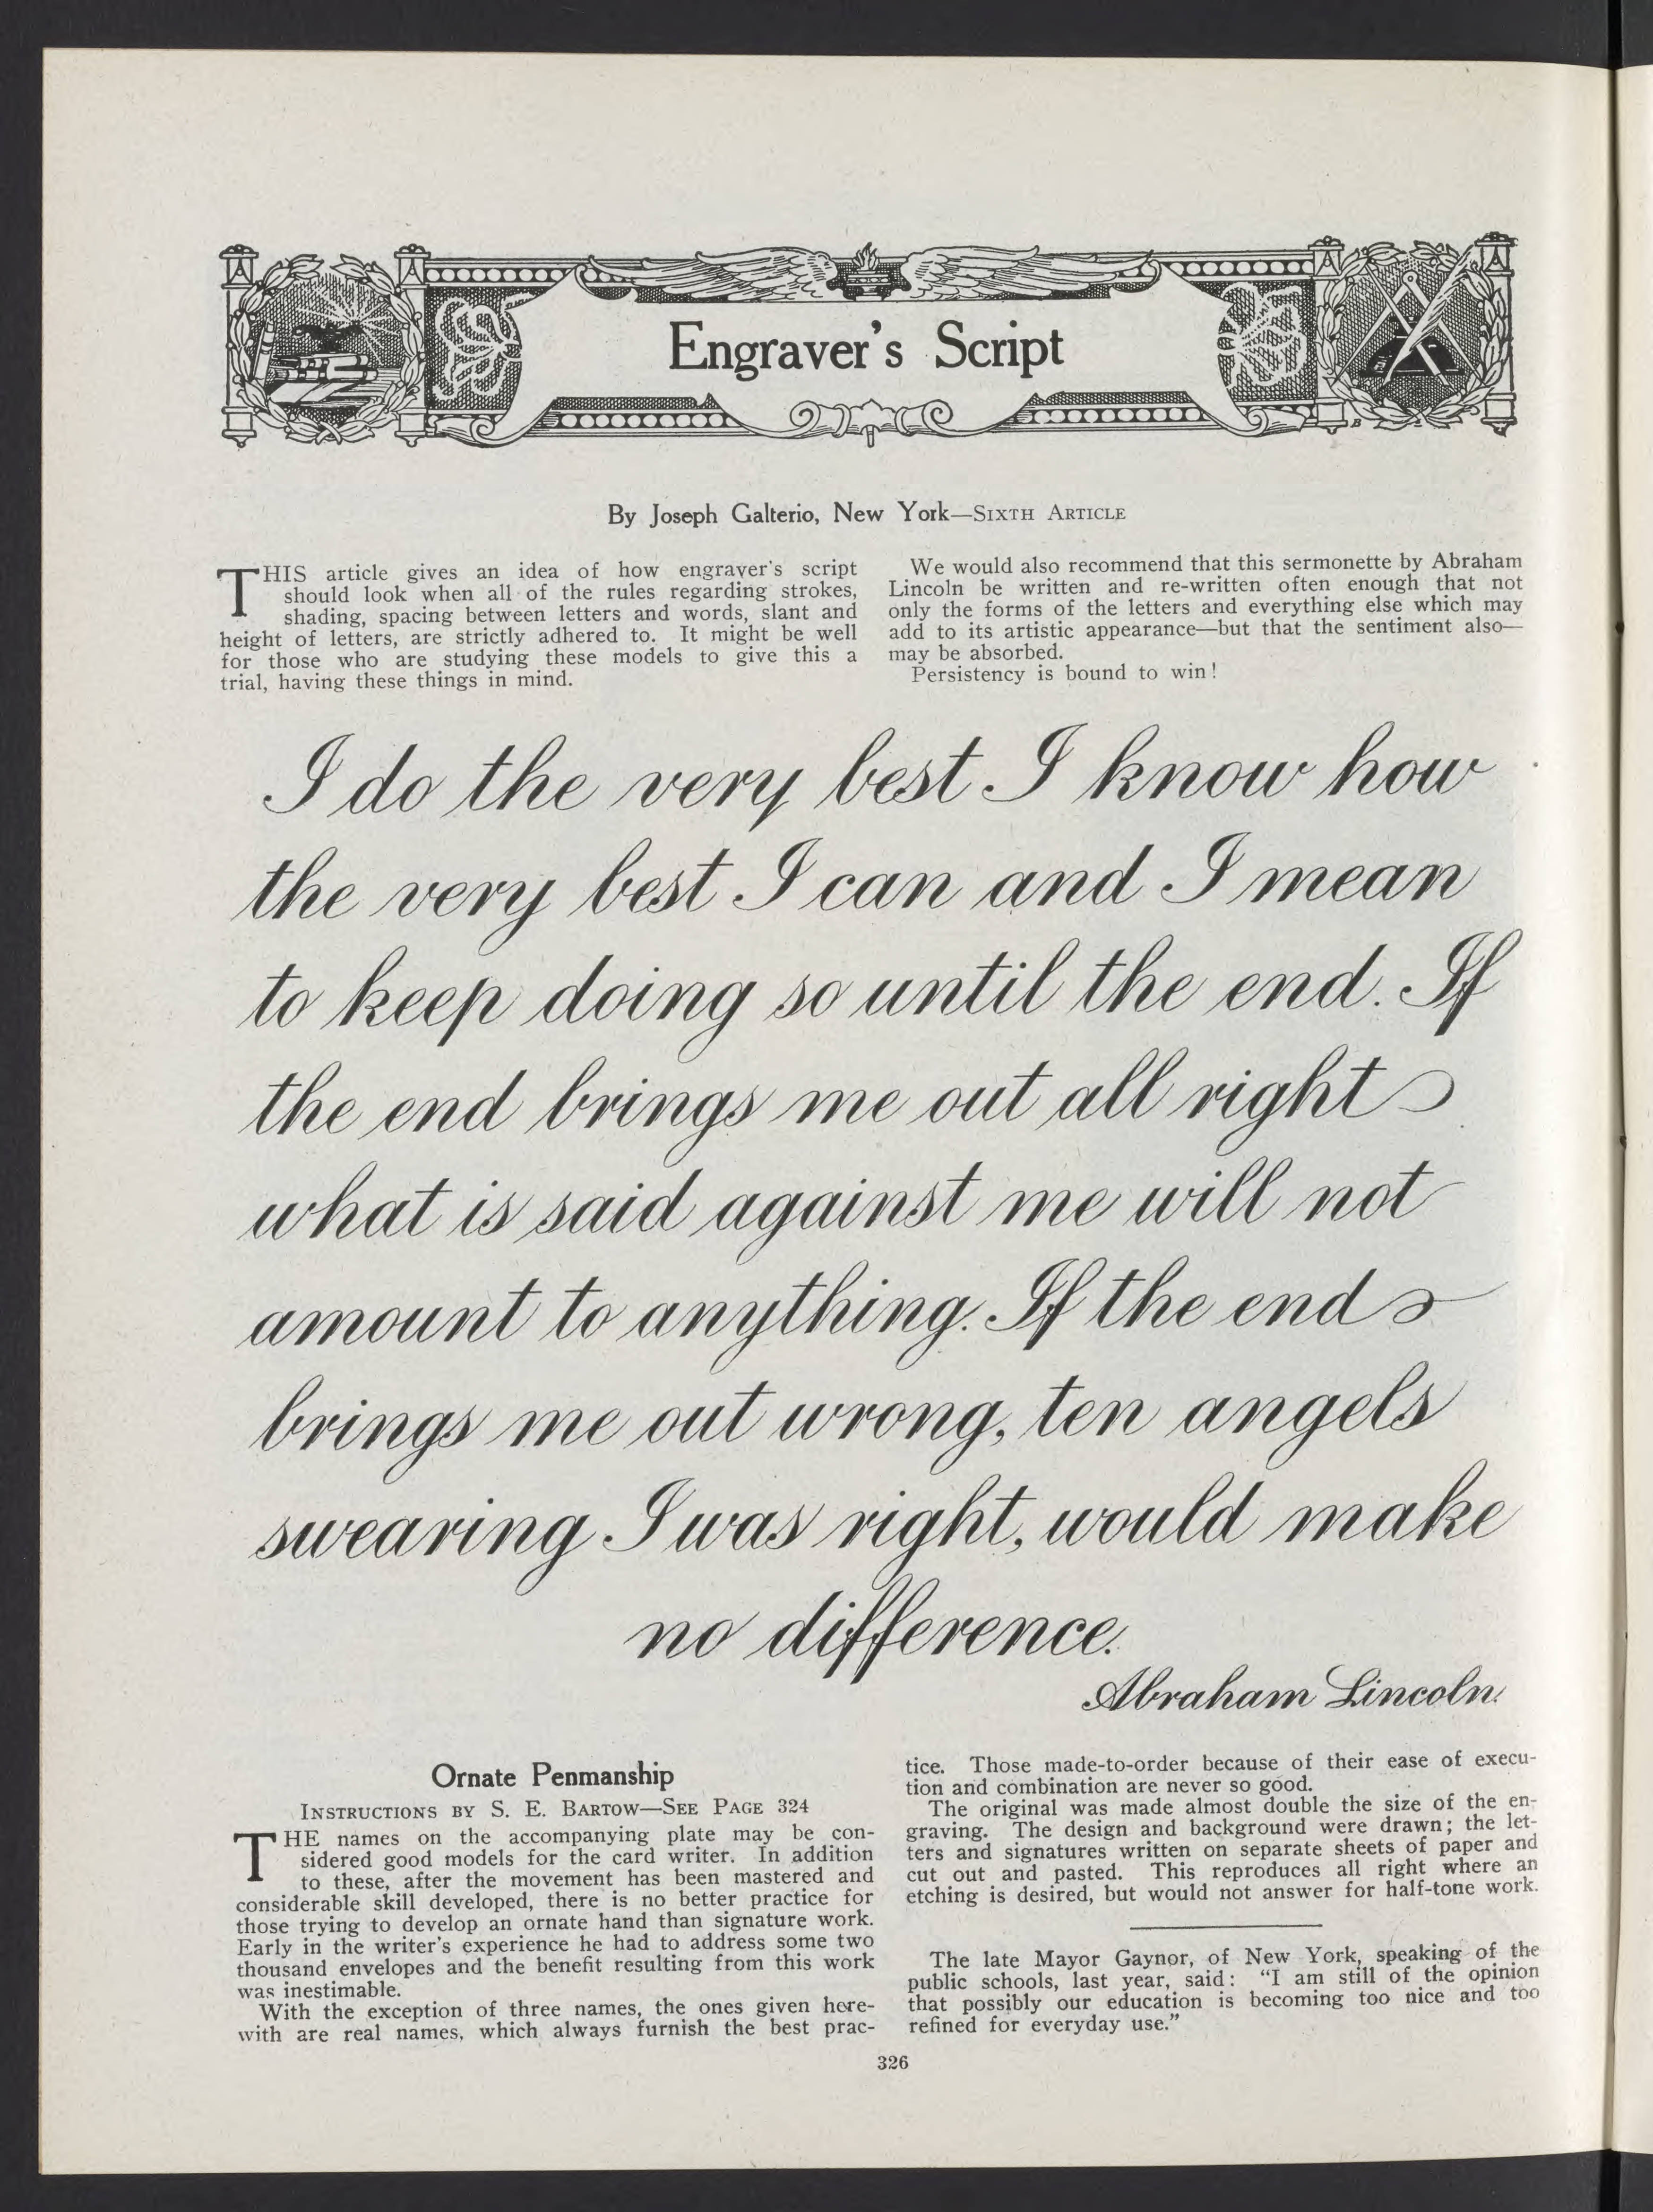 Engraver's Script
By Joseph Galterio, New York—Sixth Article
THIS article gives an idea of how engraver's script
should look when all of the rules regarding strokes,
shading, spacing between letters and words, slant and
height of letters, are strictly adhered to. It might be well
for those who are studying these models to give this a
trial, having these things in mind.
We would also recommend that this sermonette by Abraham
Lincoln be written and re-written often enough that not
only the forms of the letters and everything else which may
add to its artistic appearance—but that the sentiment also—
may be absorbed.
Persistency is bound to win!
I do the very best I know how
the very best I can and I mean
to keep doing so until the end. If
the end brings me out all right
what is said against me will not
amount to anything. If the end
brings me out wrong, ten angels
swearing I was right, would make
no difference.
Abraham Lincoln.
Ornate Penmanship
Instructions by S. E. Bartow—See Page 324
THE names on the accompanying plate may be con-
sidered good models for the card writer. In addition
to these, after the movement has been mastered and
considerable skill developed, there is no better practice for
those trying to develop an ornate hand than signature work.
Early in the writer's experience he had to address some two
thousand envelopes and the benefit resulting from this work
was inestimable.
With the exception of three names, the ones given here-
with are real names, which always furnish the best prac-
tice. Those made-to-order because of their ease of execu-
tion and combination are never so good.
The original was made almost double the size of the en-
graving. The design and background were drawn; the let-
ters and signatures written on separate sheets of paper and
cut out and pasted. This reproduces all right where an
etching is desired, but would not answer for half-tone work.
The late Mayor Gaynor, of New York, speaking of the
public schools, last year, said: "I am still of the opinion
that possibly our education is becoming too nice and too
refined for everyday use."
326